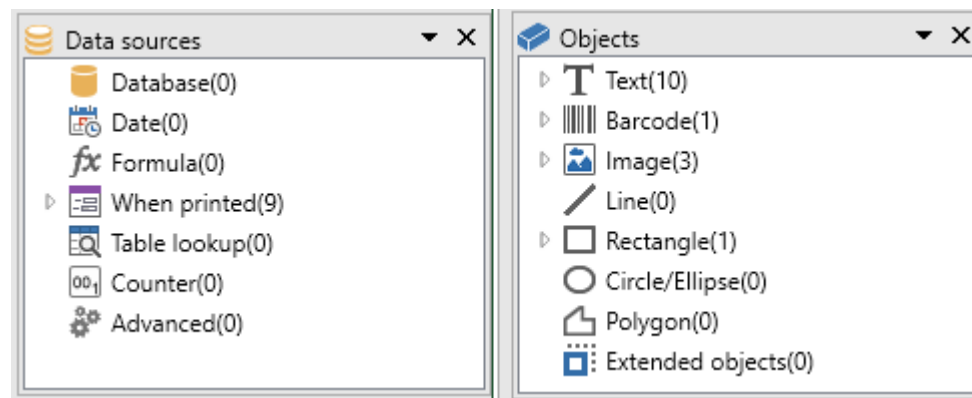 Data sources
Database(0)
Date(0)
Formula(0)
When printed(9)
Table lookup(0)
Counter(0)
Advanced(0)
Objects
Text(10)
Barcode(1)
Image(3)
Line(0)
Rectangle(1)
Circle/Ellipse(0)
Polygon(0)
Extended objects(0)